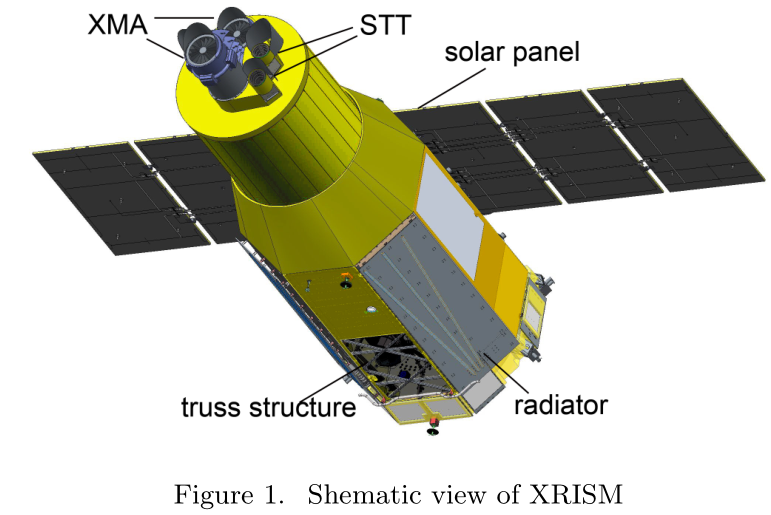 XMA
STT
solar panel
truss structure
radiator
Figure 1. Shematic view of XRISM